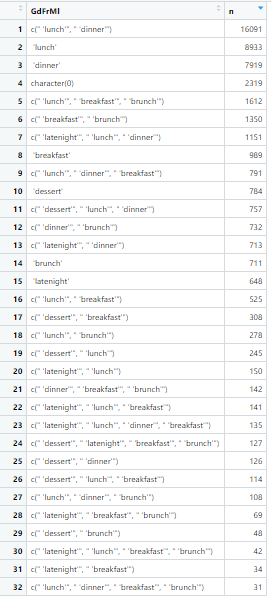 GdFrMl n
1 c(" 'lunch'", " 'dinner'") 16091
2 'lunch' 8933
3 'dinner' 7919
4 character(0) 2319
5 c(" 'lunch'", " 'breakfast'", " 'brunch'") 1612
6 c(" 'breakfast'", " 'brunch'") 1350
7 c(" 'latenight'", " 'lunch'", " 'dinner'") 1151
8 'breakfast' 989
9 c(" 'lunch'", " 'dinner'", " 'breakfast'") 791
10 'dessert' 784
11 c(" 'dessert'", " 'lunch'", " 'dinner'") 757
12 c(" 'dinner'", " 'brunch'") 732
13 c(" 'latenight'", " 'dinner'") 713
14 'brunch' 711
15 'latenight' 648
16 c(" 'lunch'", " 'breakfast'") 525
17 c(" 'dessert'", " 'breakfast'") 308
18 c(" 'lunch'", " 'brunch'") 278
19 c(" 'dessert'", " 'lunch'") 245
20 c(" 'latenight'", " 'lunch'") 150
21 c(" 'dinner'", " 'breakfast'", " 'brunch'") 142
22 c(" 'latenight'", " 'lunch'", " 'breakfast'") 141
23 c(" 'latenight'", " 'lunch'", " 'dinner'", " 'breakfast'") 135
24 c(" 'dessert'", " 'latenight'", " 'breakfast'", " 'brunch'") 127
25 c(" 'dessert'", " 'dinner'") 126
26 c(" 'dessert'", " 'lunch'", " 'breakfast'") 114
27 c(" 'lunch'", " 'dinner'", " 'brunch'") 108
28 c(" 'latenight'", " 'breakfast'", " 'brunch'") 69
29 c(" 'dessert'", " 'brunch'") 48
30 c(" 'latenight'", " 'lunch'", " 'breakfast'", " 'brunch'") 42
31 c(" 'latenight'", " 'breakfast'") 34
32 c(" 'lunch'", " 'dinner'", " 'breakfast'", " 'brunch'") 31